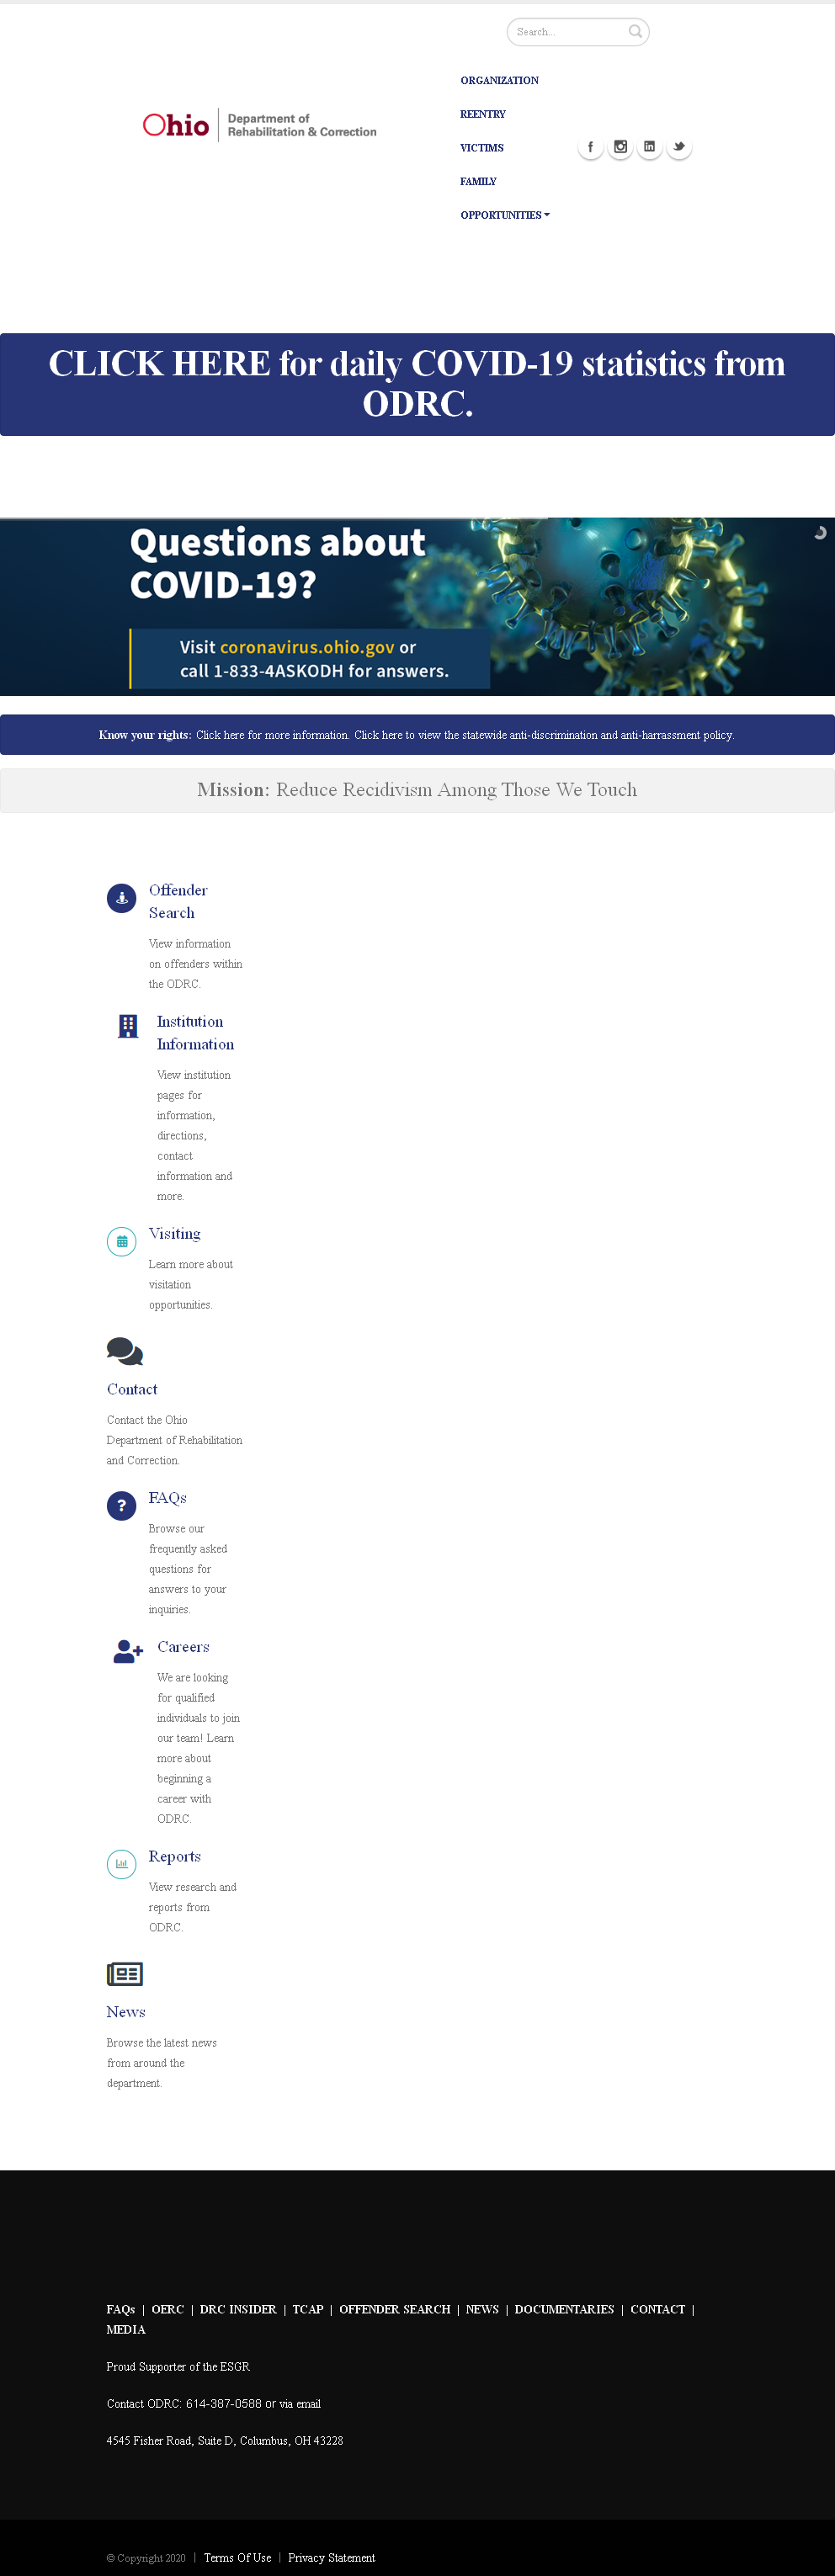 Search...
ORGANIZATION
REENTRY
VICTIMS
FAMILY
OPPORTUNITIES
Ohio Department of
Rehabilitation & Correction
CLICK HERE for daily COVID-19 statistics from
ODRC.
Questions about
COVID-19?
Visit coronavirus.ohio.gov or
call 1-833-4ASKODH for answers.
Know your rights: Click here for more information. Click here to view the statewide anti-discrimination and anti-harrassment policy.
Mission: Reduce Recidivism Among Those We Touch
Offender
Search
View information
on offenders within
the ODRC.
Institution
Information
View institution
pages for
information,
directions,
contact
information and
more.
Visiting
Learn more about
visitation
opportunities.
Contact
Contact the Ohio
Department of Rehabilitation
and Correction.
FAQs
Browse our
frequently asked
questions for
answers to your
inquiries.
Careers
We are looking
for qualified
individuals to join
our team! Learn
more about
beginning a
career with
ODRC.
Reports
View research and
reports from
ODRC.
News
Browse the latest news
from around the
department.
FAQs | OERC | DRC INSIDER | TCAP | OFFENDER SEARCH | NEWS | DOCUMENTARIES | CONTACT |
MEDIA
Proud Supporter of the ESGR
Contact ODRC: 614-387-0588 or via email
4545 Fisher Road, Suite D, Columbus, OH 43228
© Copyright 2020 | Terms Of Use | Privacy Statement